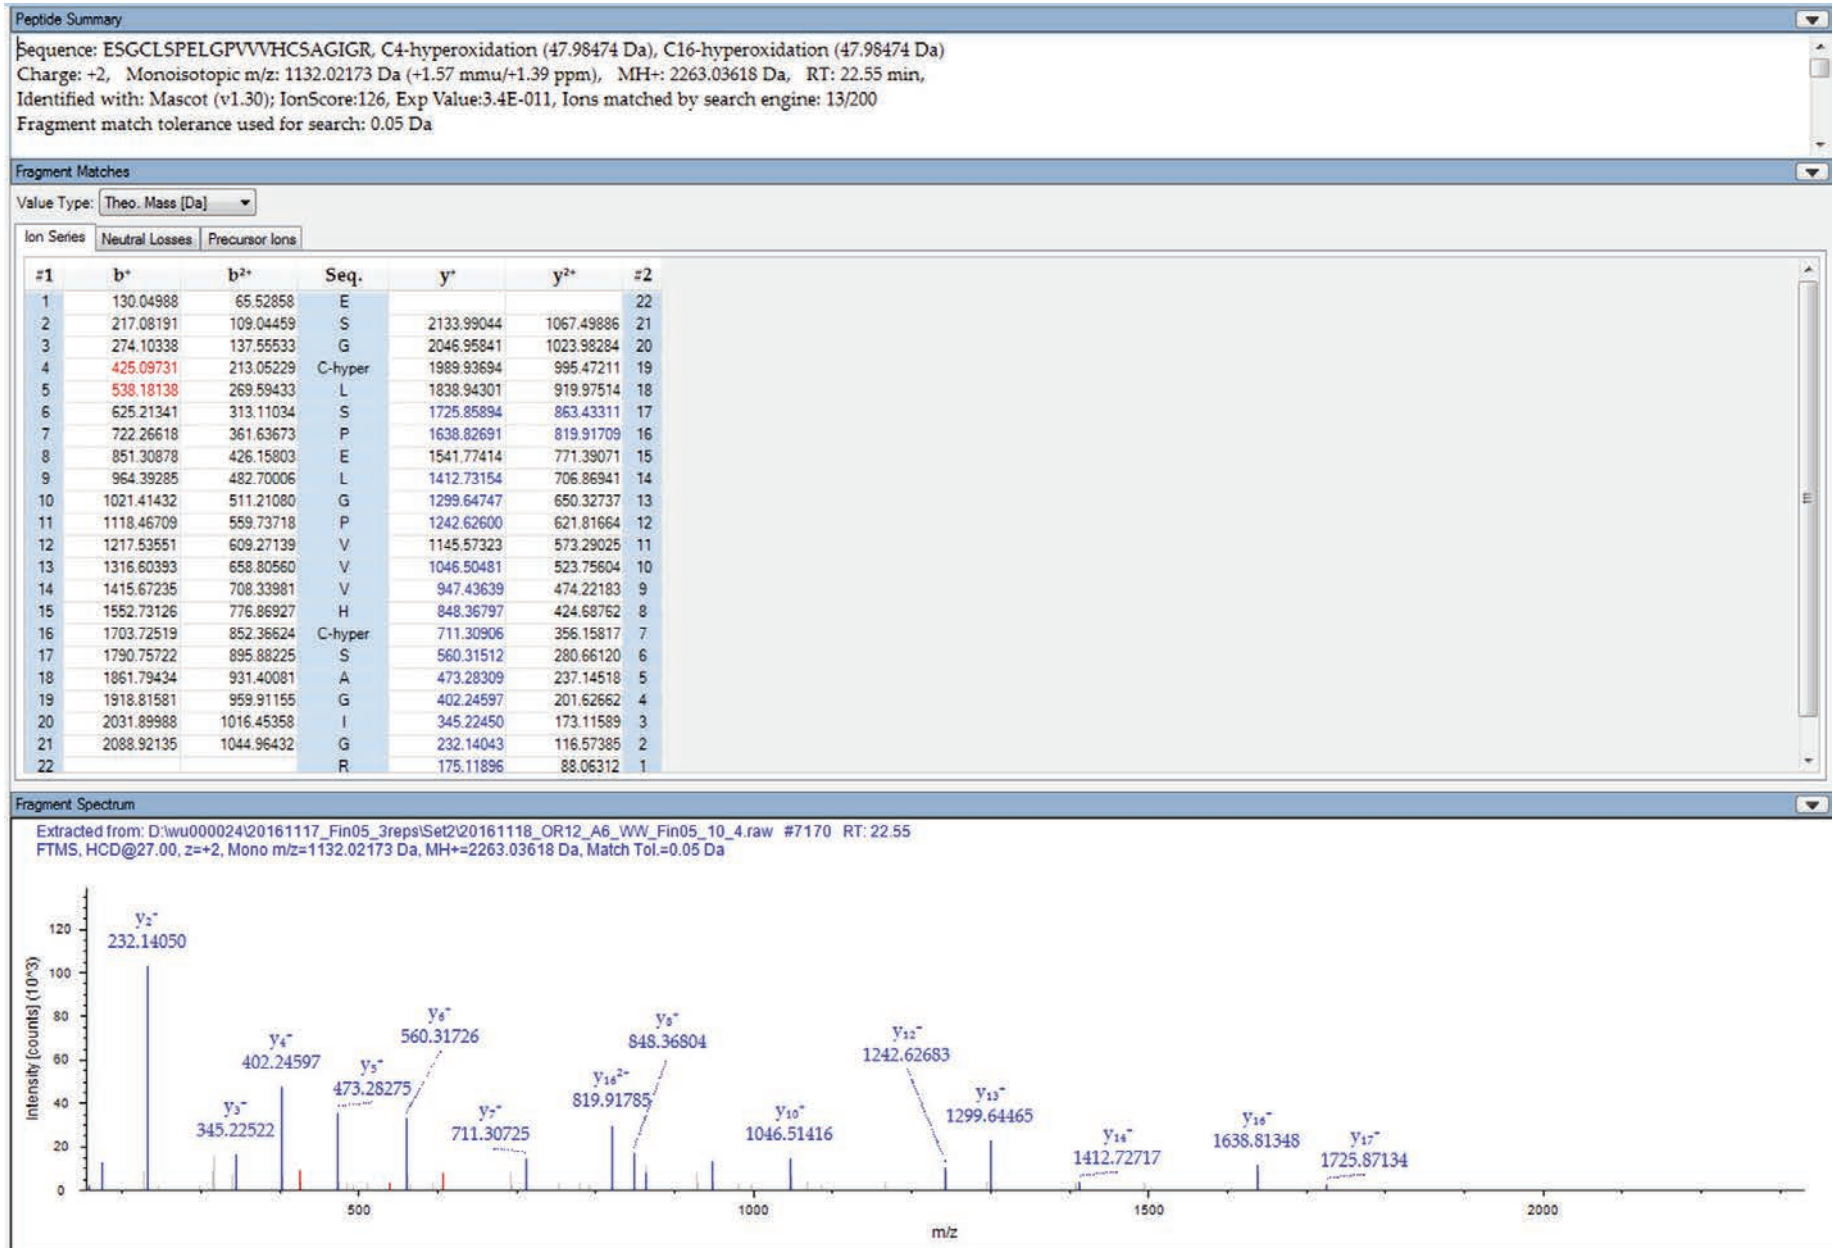 Peptide Summary
Sequence: ESGCLSPELGPVVVHCSAGIGR, C4-hyperoxidation (47.98474 Da), C16-hyperoxidation (47.98474 Da)
Charge: +2, Monoisotopic m/z: 1132.02173 Da (+1.57 mmu/+1.39 ppm), MH+: 2263.03618 Da, RT: 22.55 min,
Identified with: Mascot (v1.30); IonScore:126, Exp Value:3.4E-011, Ions matched by search engine: 13/200
Fragment match tolerance used for search: 0.05 Da
Fragment Matches
Value Type: Theo. Mass [Da]
Ion Series Neutral Losses Precursor Ions
#1 b⁺ b²⁺ Seq. y⁺ y²⁺ #2
1 130.04988 65.52858 E 22
2 217.08191 109.04459 S 2133.99044 1067.49886 21
3 274.10338 137.55533 G 2046.95841 1023.98284 20
4 425.09731 213.05229 C-hyper 1989.93694 995.47211 19
5 538.18138 269.59433 L 1838.94301 919.97514 18
6 625.21341 313.11034 S 1725.85894 863.43311 17
7 722.26618 361.63673 P 1638.82691 819.91709 16
8 851.30878 426.15803 E 1541.77414 771.39071 15
9 964.39285 482.70006 L 1412.73154 706.86941 14
10 1021.41432 511.21080 G 1299.64747 650.32737 13
11 1118.46709 559.73718 P 1242.62600 621.81664 12
12 1217.53551 609.27139 V 1145.57323 573.29025 11
13 1316.60393 658.80560 V 1046.50481 523.75604 10
14 1415.67235 708.33981 V 947.43639 474.22183 9
15 1552.73126 776.86927 H 848.36797 424.68762 8
16 1703.72519 852.36624 C-hyper 711.30906 356.15817 7
17 1790.75722 895.88225 S 560.31512 280.66120 6
18 1861.79434 931.40081 A 473.28309 237.14518 5
19 1918.81581 959.91155 G 402.24597 201.62662 4
20 2031.89988 1016.45358 I 345.22450 173.11589 3
21 2088.92135 1044.96432 G 232.14043 116.57385 2
22 R 175.11896 88.06312 1
Fragment Spectrum
Extracted from: D:\wu000024\20161117_Fin05_3reps\Set2\20161118_OR12_A6_WW_Fin05_10_4.raw #7170 RT: 22.55
FTMS, HCD@27.00, z=+2, Mono m/z=1132.02173 Da, MH+=2263.03618 Da, Match Tol.=0.05 Da
Intensity [counts] (10^3)
120
100
80
60
40
20
0
y₂⁺
232.14050
y₃⁺
345.22522
y₄⁺
402.24597
y₅⁺
473.28275
y₆⁺
560.31726
y₇⁺
711.30725
y₁₆²⁺
819.91785
y₈⁺
848.36804
y₁₀⁺
1046.51416
y₁₂⁺
1242.62683
y₁₃⁺
1299.64465
y₁₄⁺
1412.72717
y₁₆⁺
1638.81348
y₁₇⁺
1725.87134
500 1000 1500 2000
m/z